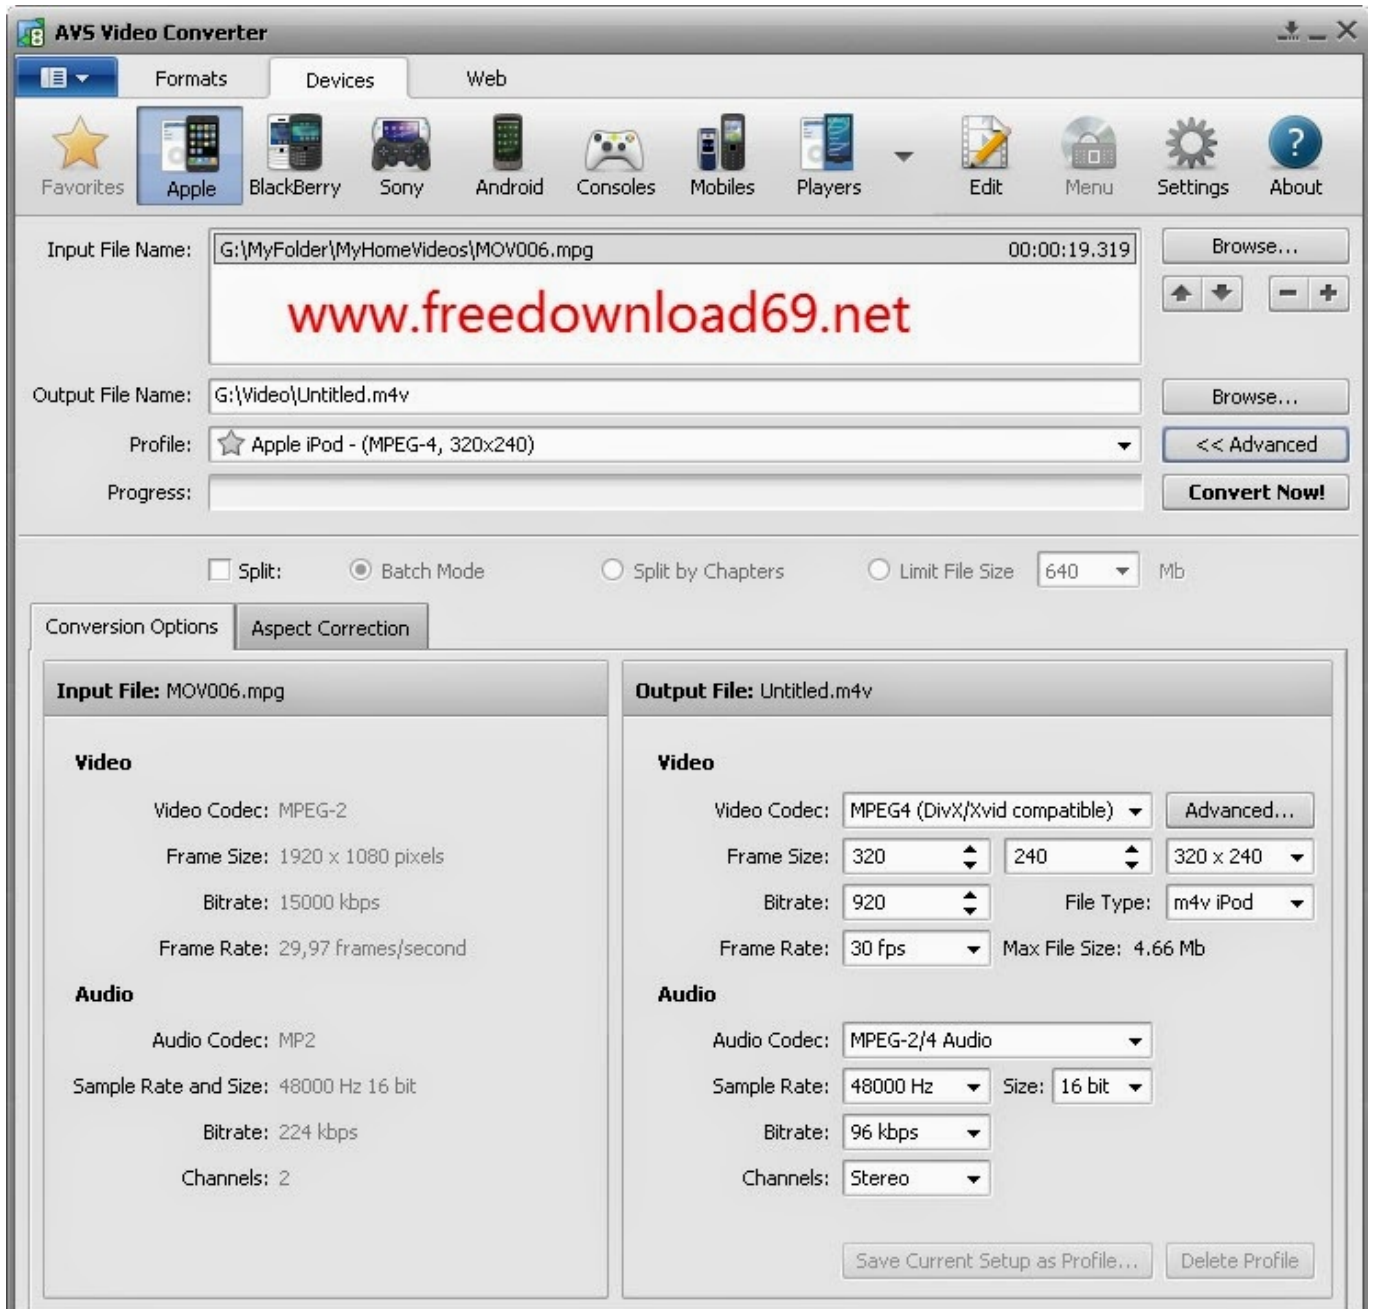 AVS Video Converter
Formats Devices Web
Favorites Apple BlackBerry Sony Android Consoles Mobiles Players Edit Menu Settings About
Input File Name: G:\MyFolder\MyHomeVideos\MOV006.mpg 00:00:19.319 Browse...
www.freedownload69.net
Output File Name: G:\Video\Untitled.m4v Browse...
Profile: Apple iPod - (MPEG-4, 320x240) << Advanced
Progress: Convert Now!
Split: Batch Mode Split by Chapters Limit File Size 640 Mb
Conversion Options Aspect Correction
Input File: MOV006.mpg
Video
Video Codec: MPEG-2
Frame Size: 1920 x 1080 pixels
Bitrate: 15000 kbps
Frame Rate: 29,97 frames/second
Audio
Audio Codec: MP2
Sample Rate and Size: 48000 Hz 16 bit
Bitrate: 224 kbps
Channels: 2
Output File: Untitled.m4v
Video
Video Codec: MPEG4 (DivX/Xvid compatible) Advanced...
Frame Size: 320 240 320 x 240
Bitrate: 920 File Type: m4v iPod
Frame Rate: 30 fps Max File Size: 4.66 Mb
Audio
Audio Codec: MPEG-2/4 Audio
Sample Rate: 48000 Hz Size: 16 bit
Bitrate: 96 kbps
Channels: Stereo
Save Current Setup as Profile... Delete Profile